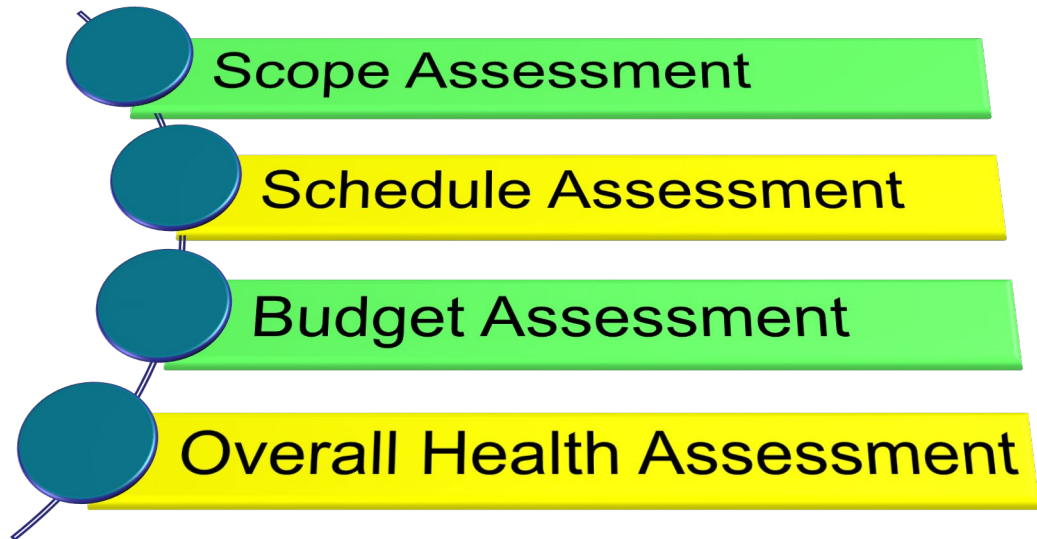 Scope Assessment
Schedule Assessment
Budget Assessment
Overall Health Assessment